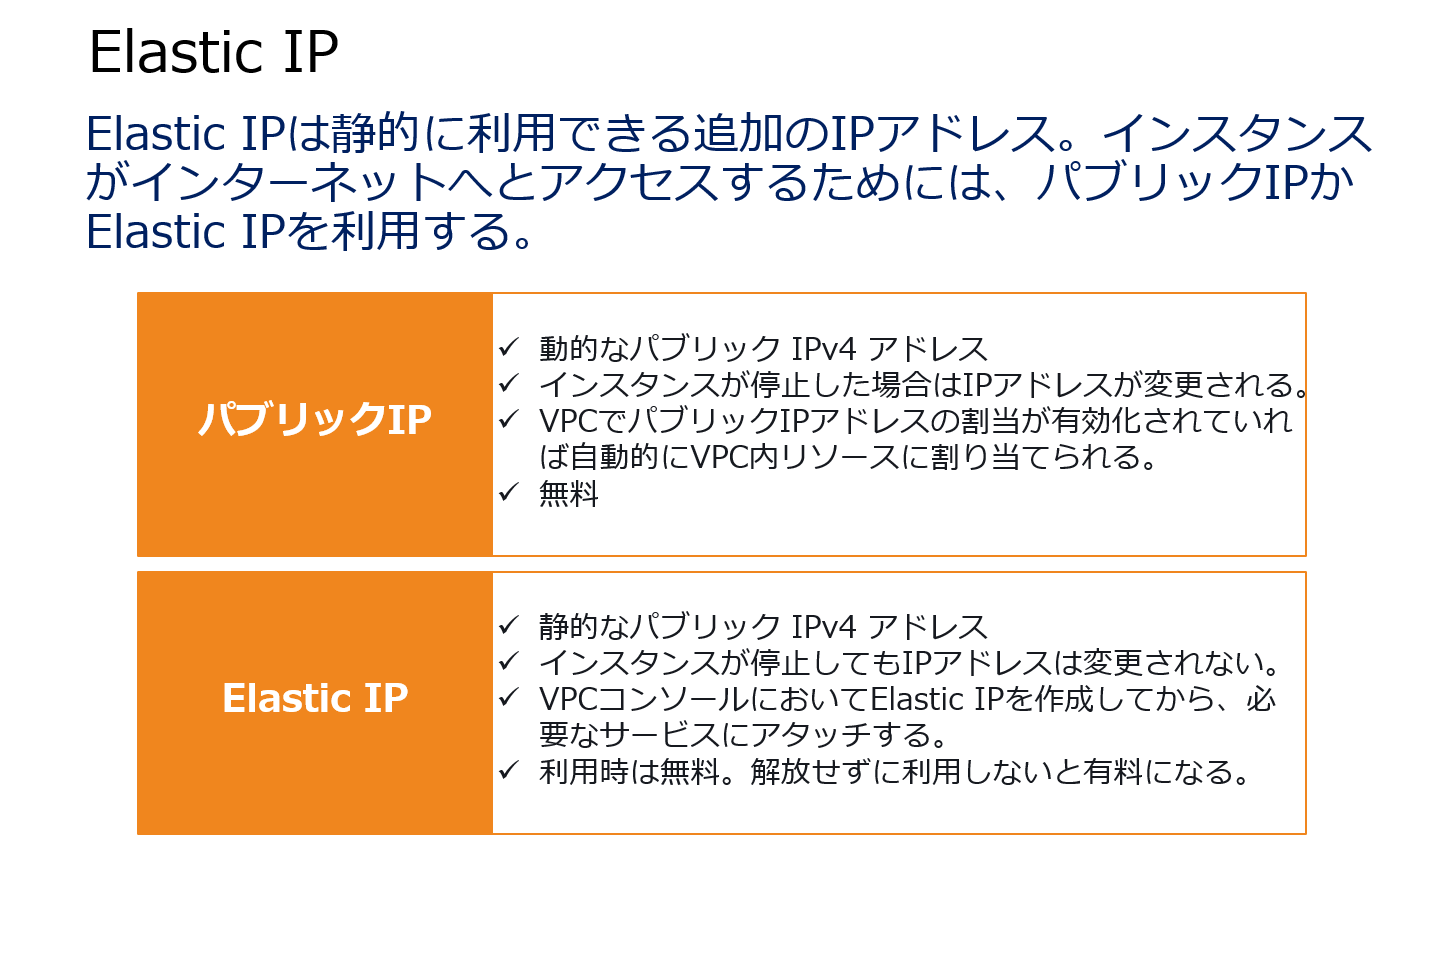 Elastic IP
Elastic IPは静的に利用できる追加のIPアドレス。インスタンス
がインターネットへとアクセスするためには、パブリックIPか
Elastic IPを利用する。
パブリックIP
✓ 動的なパブリック IPv4 アドレス
✓ インスタンスが停止した場合はIPアドレスが変更される。
✓ VPCでパブリックIPアドレスの割当が有効化されていれ
ば自動的にVPC内リソースに割り当てられる。
✓ 無料
Elastic IP
✓ 静的なパブリック IPv4 アドレス
✓ インスタンスが停止してもIPアドレスは変更されない。
✓ VPCコンソールにおいてElastic IPを作成してから、必
要なサービスにアタッチする。
✓ 利用時は無料。解放せずに利用しないと有料になる。